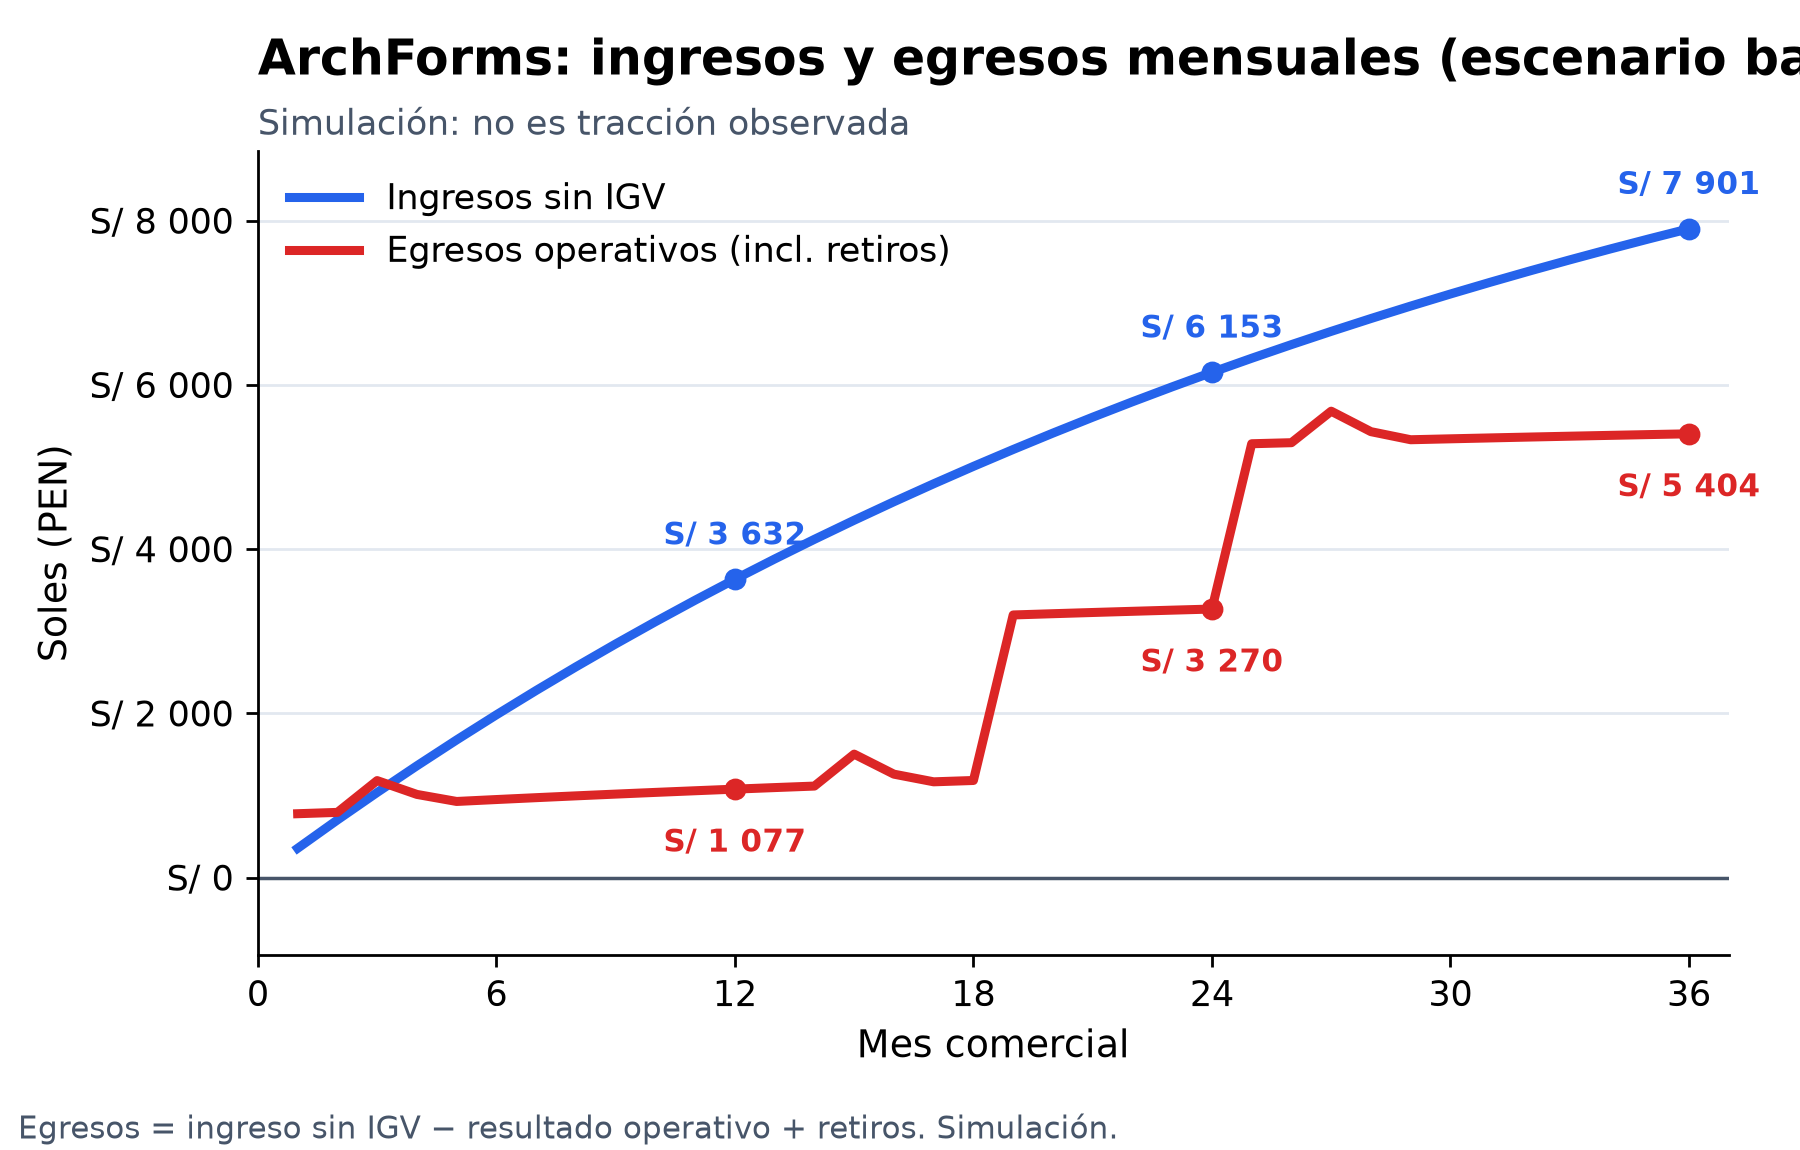 ArchForms: ingresos y egresos mensuales (escenario ba
Simulación: no es tracción observada
Ingresos sin IGV
Egresos operativos (incl. retiros)
S/ 7 901
S/ 8 000
S/ 6 153
S/ 6 000
S/ 5 404
S/ 3 632
S/ 4 000
S/ 3 270
S/ 2 000
S/ 1 077
S/ 0
Soles (PEN)
0 6 12 18 24 30 36
Mes comercial
Egresos = ingreso sin IGV − resultado operativo + retiros. Simulación.